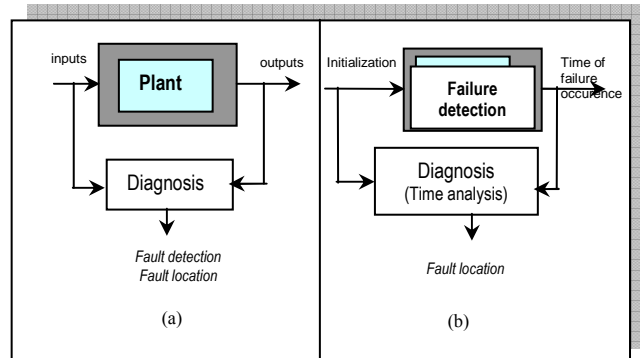 inputs
outputs
Plant
Diagnosis
Fault detection
Fault location
(a)
Initialization
Time of
failure
occurence
Failure
detection
Diagnosis
(Time analysis)
Fault location
(b)